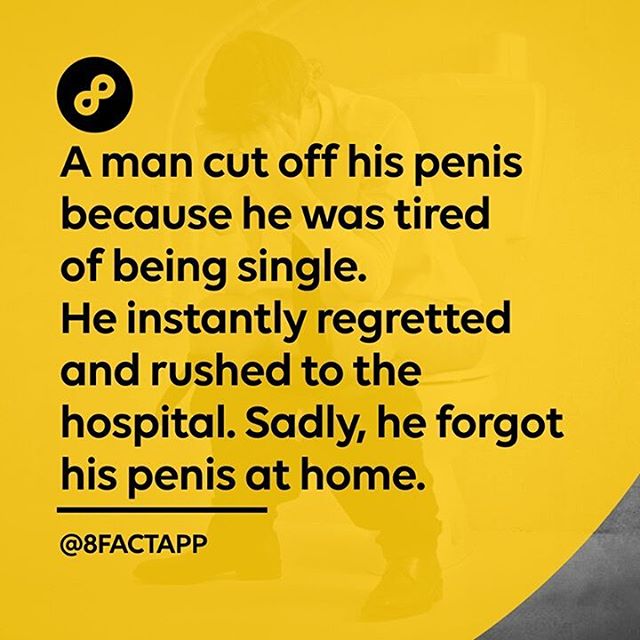 A man cut off his penis
because he was tired
of being single.
He instantly regretted
and rushed to the
hospital. Sadly, he forgot
his penis at home.
@8FACTAPP